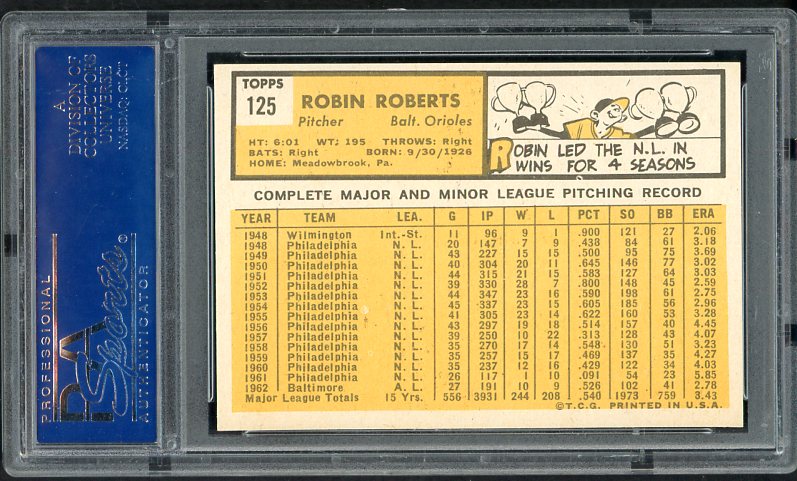 A
DIVISION OF
COLLECTORS
UNIVERSE
NASDAQ: CLCT
PROFESSIONAL
PSA
Sports ®
AUTHENTICATOR
TOPPS
125
ROBIN ROBERTS
Pitcher Balt. Orioles
HT: 6:01 WT: 195 THROWS: Right
BATS: Right BORN: 9/30/1926
HOME: Meadowbrook, Pa.
ROBIN LED THE N.L. IN
WINS FOR 4 SEASONS
COMPLETE MAJOR AND MINOR LEAGUE PITCHING RECORD
YEAR TEAM LEA. G IP W L PCT SO BB ERA
1948 Wilmington Int.-St. 11 96 9 1 .900 121 27 2.06
1948 Philadelphia N. L. 20 147 7 9 .438 84 61 3.18
1949 Philadelphia N. L. 43 227 15 15 .500 95 75 3.69
1950 Philadelphia N. L. 40 304 20 11 .645 146 77 3.02
1951 Philadelphia N. L. 44 315 21 15 .583 127 64 3.03
1952 Philadelphia N. L. 39 330 28 7 .800 148 45 2.59
1953 Philadelphia N. L. 44 347 23 16 .590 198 61 2.75
1954 Philadelphia N. L. 45 337 23 15 .605 185 56 2.96
1955 Philadelphia N. L. 41 305 23 14 .622 160 53 3.28
1956 Philadelphia N. L. 43 297 19 18 .514 157 40 4.45
1957 Philadelphia N. L. 39 250 10 22 .313 128 43 4.07
1958 Philadelphia N. L. 35 270 17 14 .548 130 51 3.23
1959 Philadelphia N. L. 35 257 15 17 .469 137 35 4.27
1960 Philadelphia N. L. 35 237 12 16 .429 122 34 4.03
1961 Philadelphia N. L. 26 117 1 10 .091 54 23 5.85
1962 Baltimore A. L. 27 191 10 9 .526 102 41 2.78
Major League Totals 15 Yrs. 556 3931 244 208 .540 1973 759 3.43
©T.C.G. PRINTED IN U.S.A.